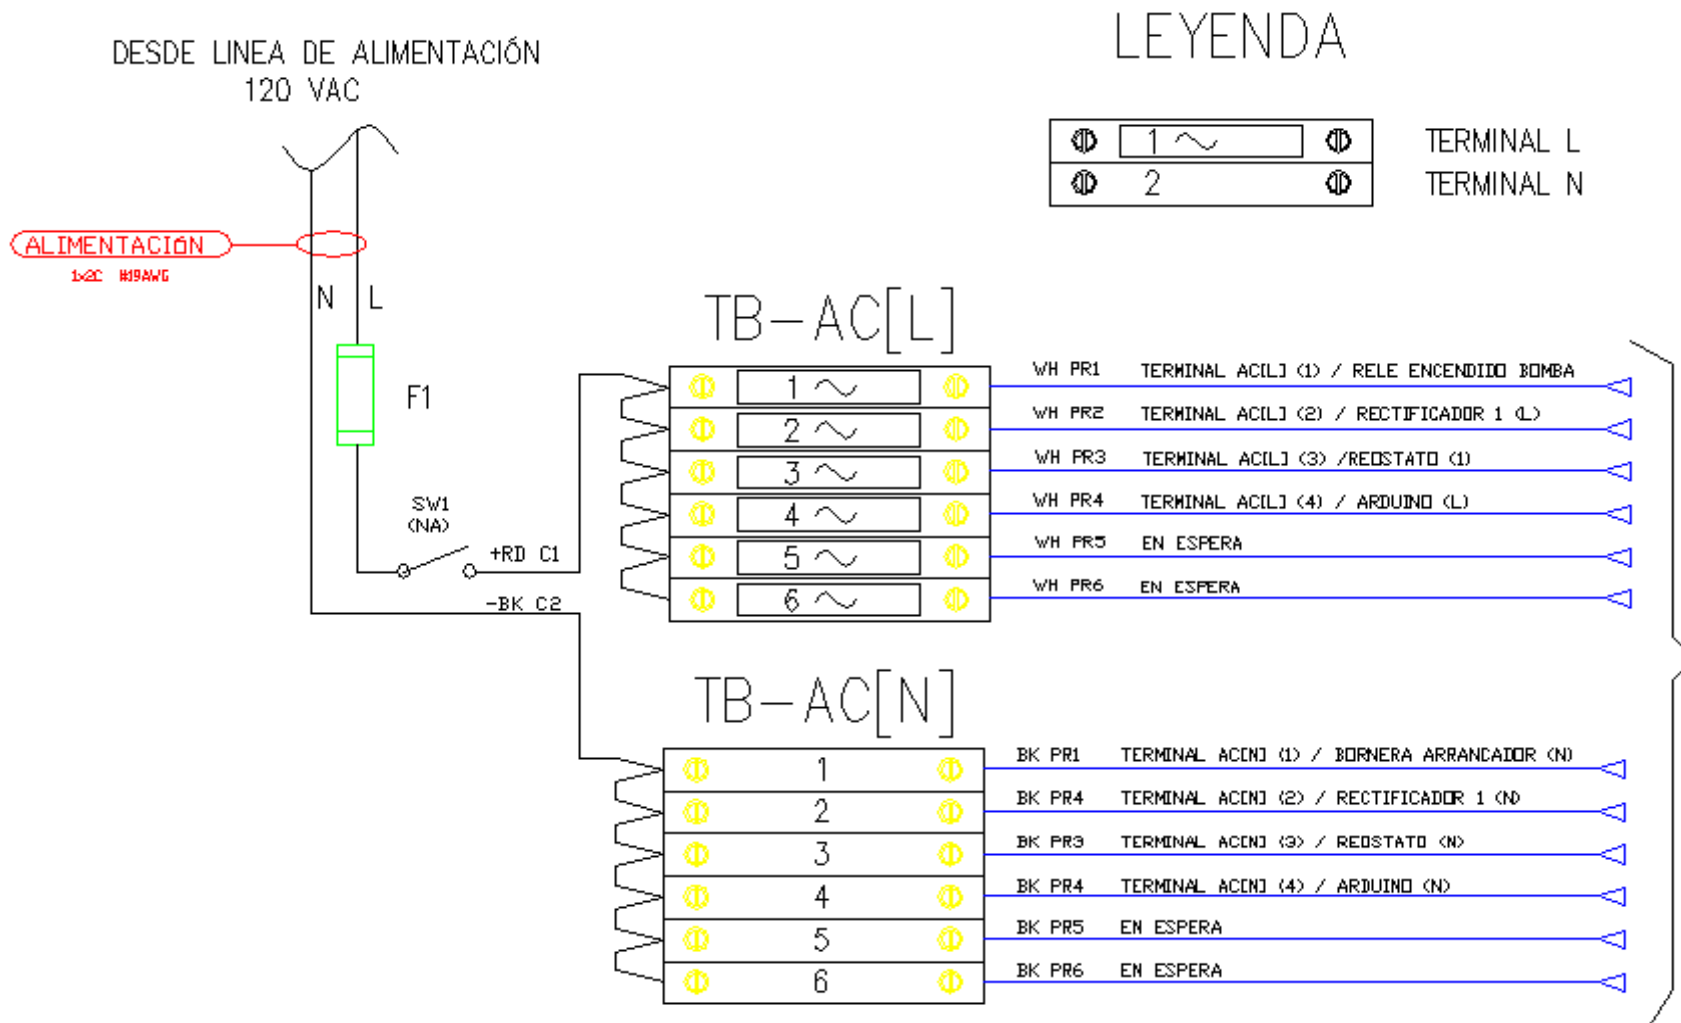 DESDE LINEA DE ALIMENTACIÓN
120 VAC
LEYENDA
1
TERMINAL L
2
TERMINAL N
ALIMENTACIÓN
1x2C #19AWG
N L
F1
SW1
(NA)
+RD C1
-BK C2
TB-AC[L]
1 WH PR1 TERMINAL AC[L] (1) / RELE ENCENDIDO BOMBA
2 WH PR2 TERMINAL AC[L] (2) / RECTIFICADOR 1 (L)
3 WH PR3 TERMINAL AC[L] (3) /REOSTATO (1)
4 WH PR4 TERMINAL AC[L] (4) / ARDUINO (L)
5 WH PR5 EN ESPERA
6 WH PR6 EN ESPERA
TB-AC[N]
1 BK PR1 TERMINAL AC[N] (1) / BORNERA ARRANCADOR (N)
2 BK PR4 TERMINAL AC[N] (2) / RECTIFICADOR 1 (N)
3 BK PR3 TERMINAL AC[N] (3) / REOSTATO (N)
4 BK PR4 TERMINAL AC[N] (4) / ARDUINO (N)
5 BK PR5 EN ESPERA
6 BK PR6 EN ESPERA